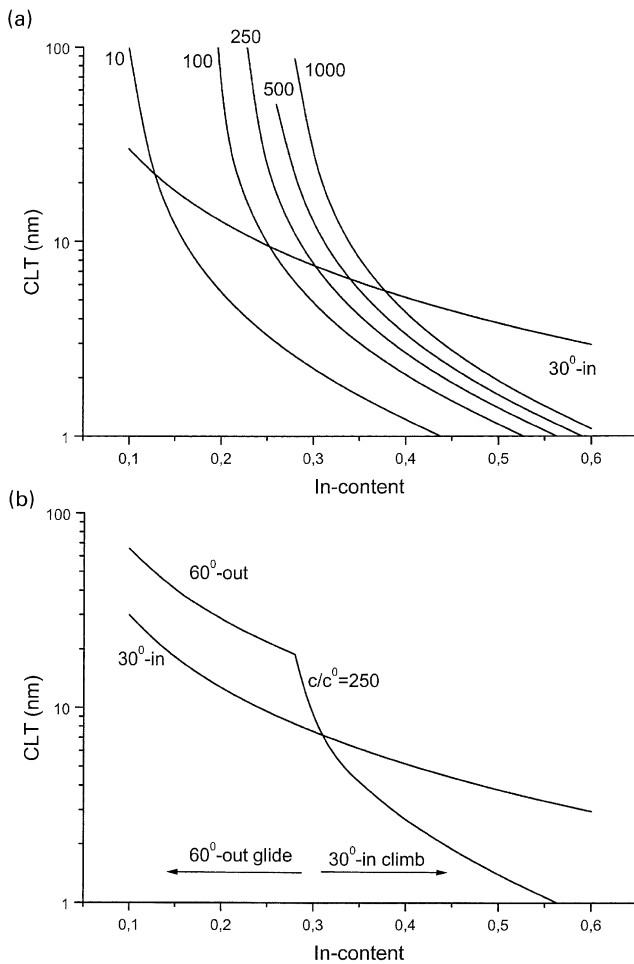 (a)
100
10
1
CLT (nm)
10
100
250
500
1000
30⁰-in
0,1
0,2
0,3
0,4
0,5
0,6
In-content
(b)
100
10
1
CLT (nm)
60⁰-out
30⁰-in
c/c⁰=250
60⁰-out glide
30⁰-in climb
0,1
0,2
0,3
0,4
0,5
0,6
In-content